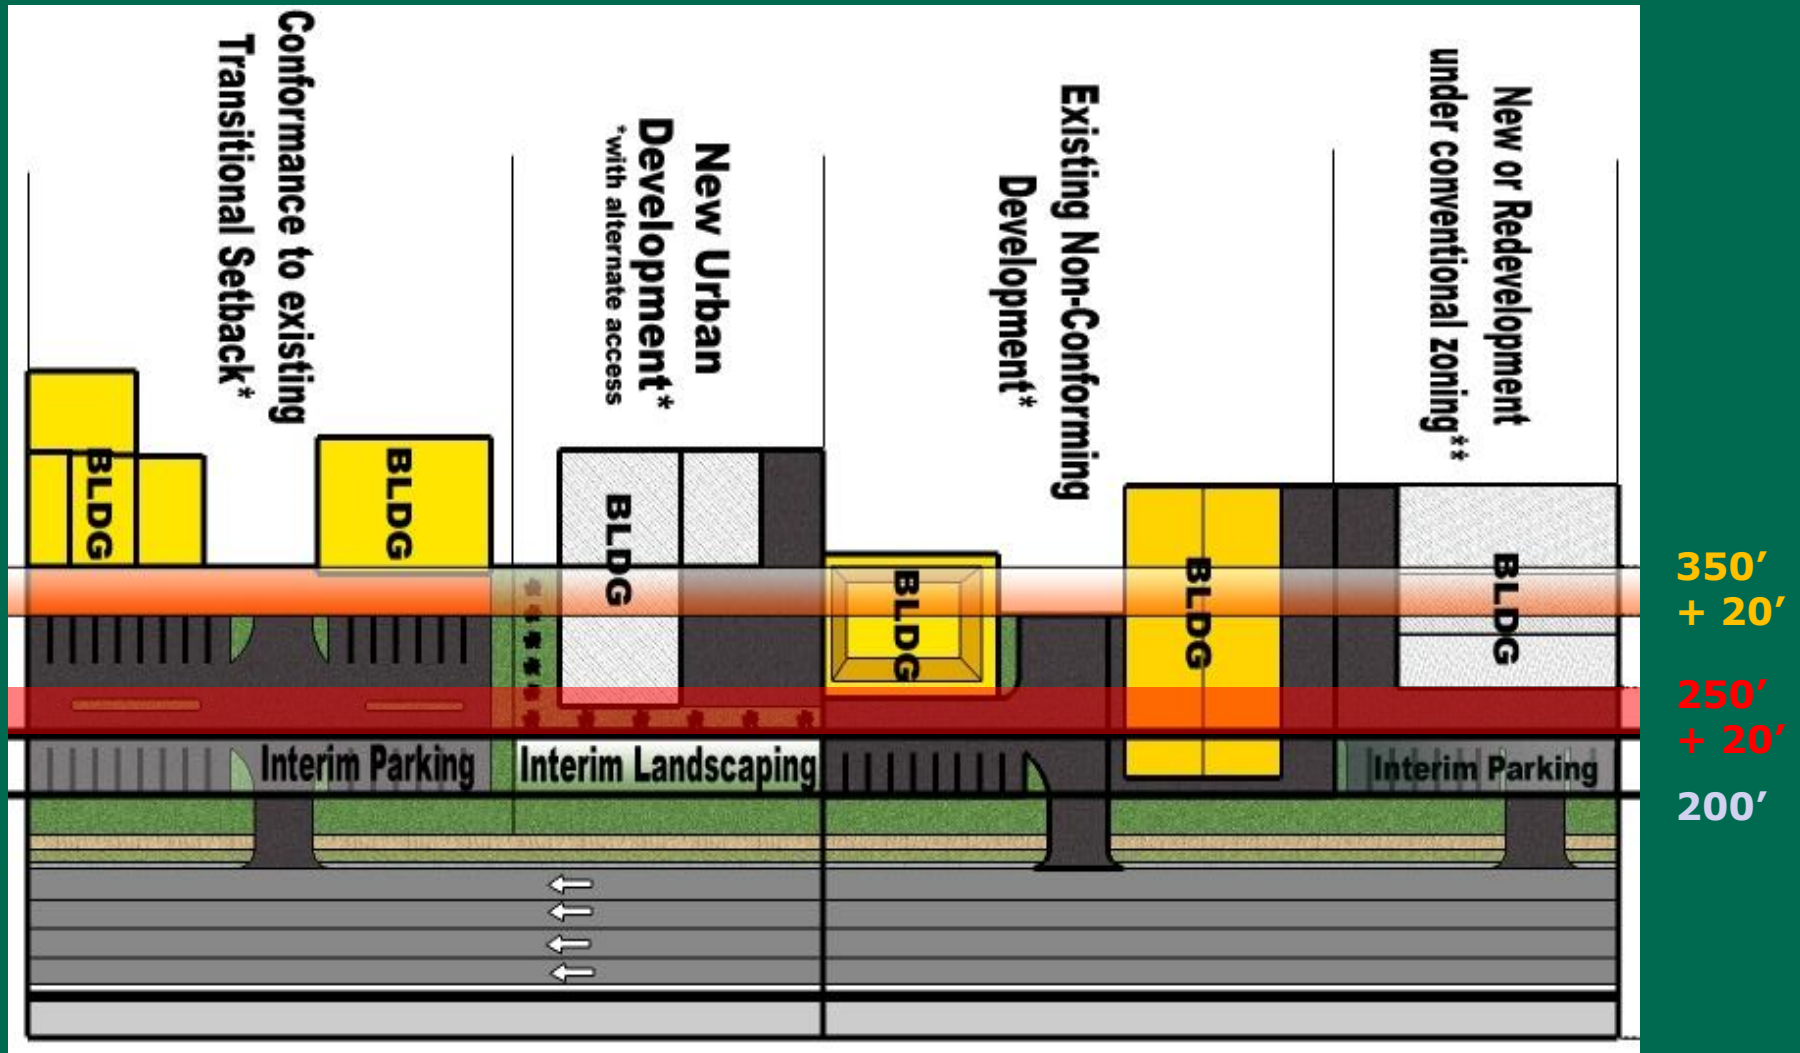 Conformance to existing
Transitional Setback*
New Urban
Development*
*with alternate access
Existing Non-Conforming
Development*
New or Redevelopment
under conventional zoning**
BLDG
BLDG
BLDG
BLDG
BLDG
BLDG
350’
+ 20’
250’
+ 20’
Interim Parking
Interim Landscaping
Interim Parking
200’